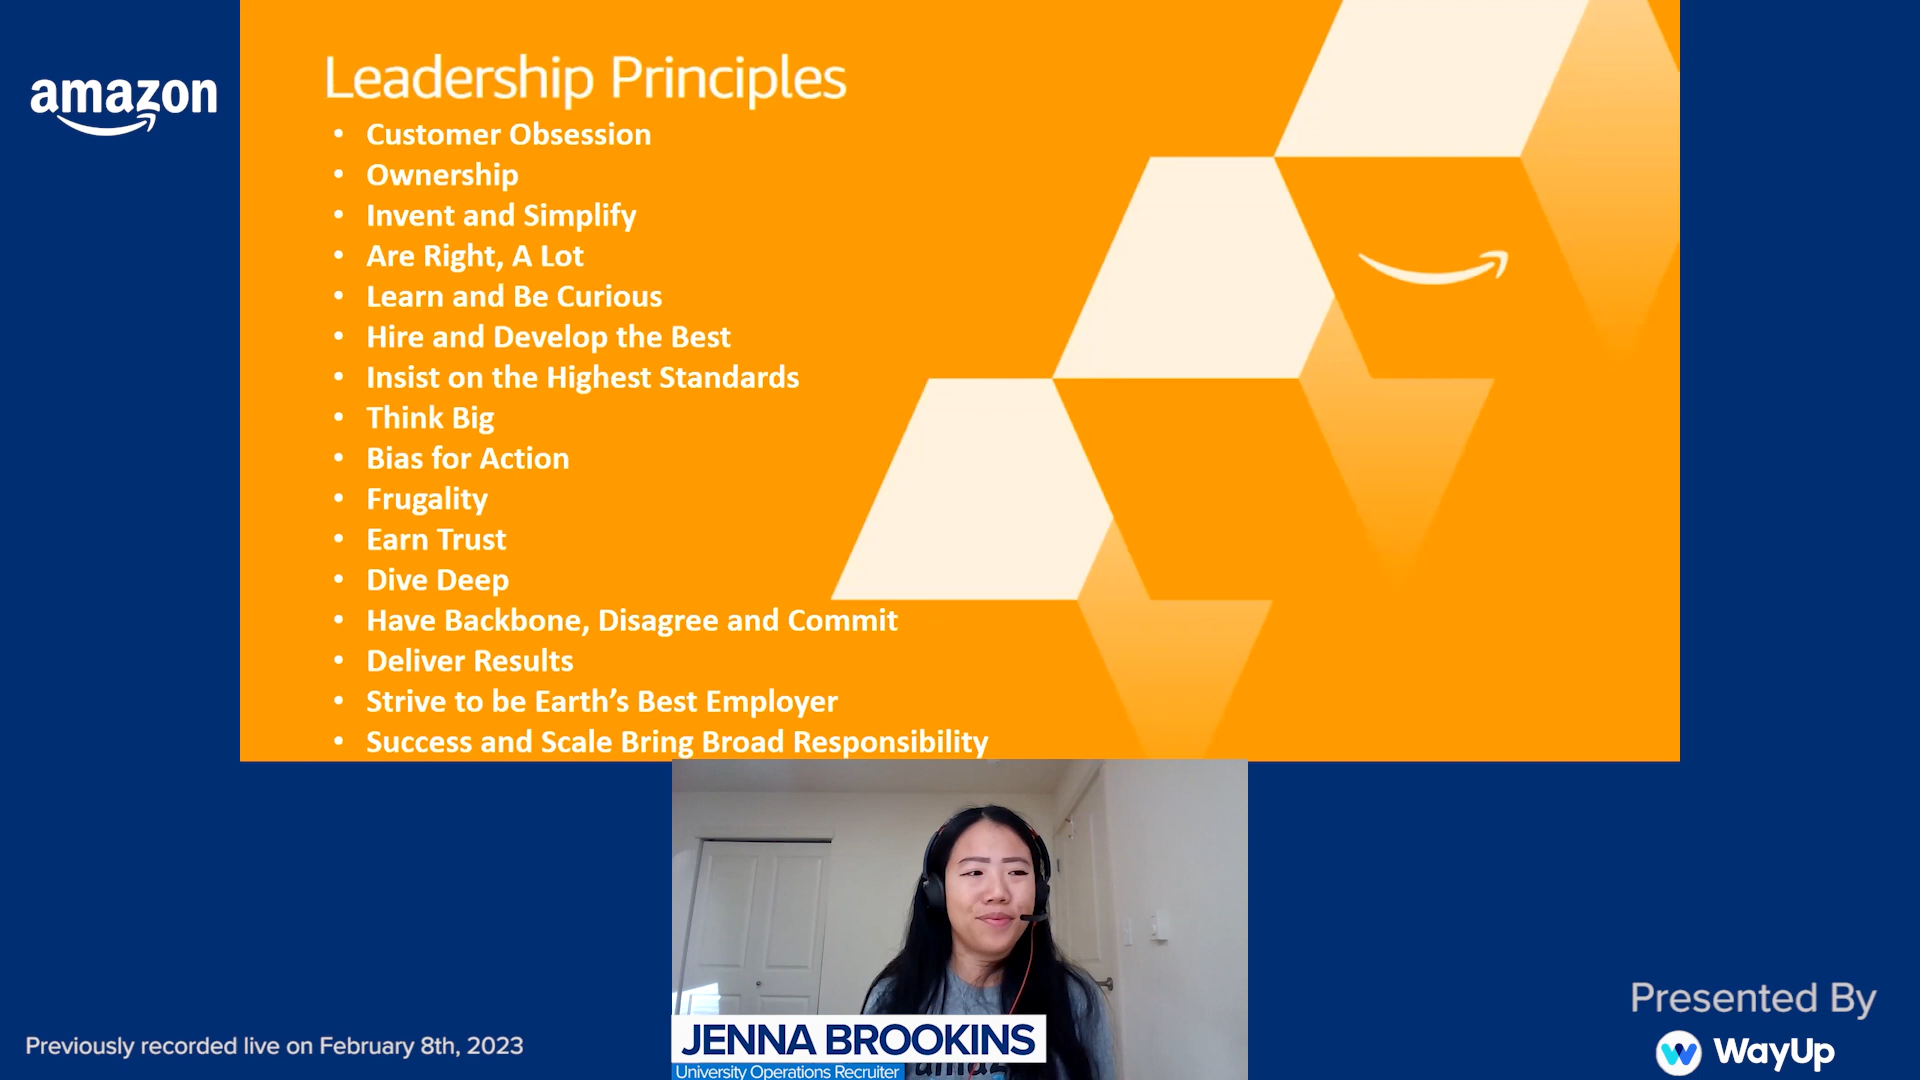 amazon
Leadership Principles
• Customer Obsession
• Ownership
• Invent and Simplify
• Are Right, A Lot
• Learn and Be Curious
• Hire and Develop the Best
• Insist on the Highest Standards
• Think Big
• Bias for Action
• Frugality
• Earn Trust
• Dive Deep
• Have Backbone, Disagree and Commit
• Deliver Results
• Strive to be Earth’s Best Employer
• Success and Scale Bring Broad Responsibility
JENNA BROOKINS
University Operations Recruiter
Previously recorded live on February 8th, 2023
Presented By
WayUp